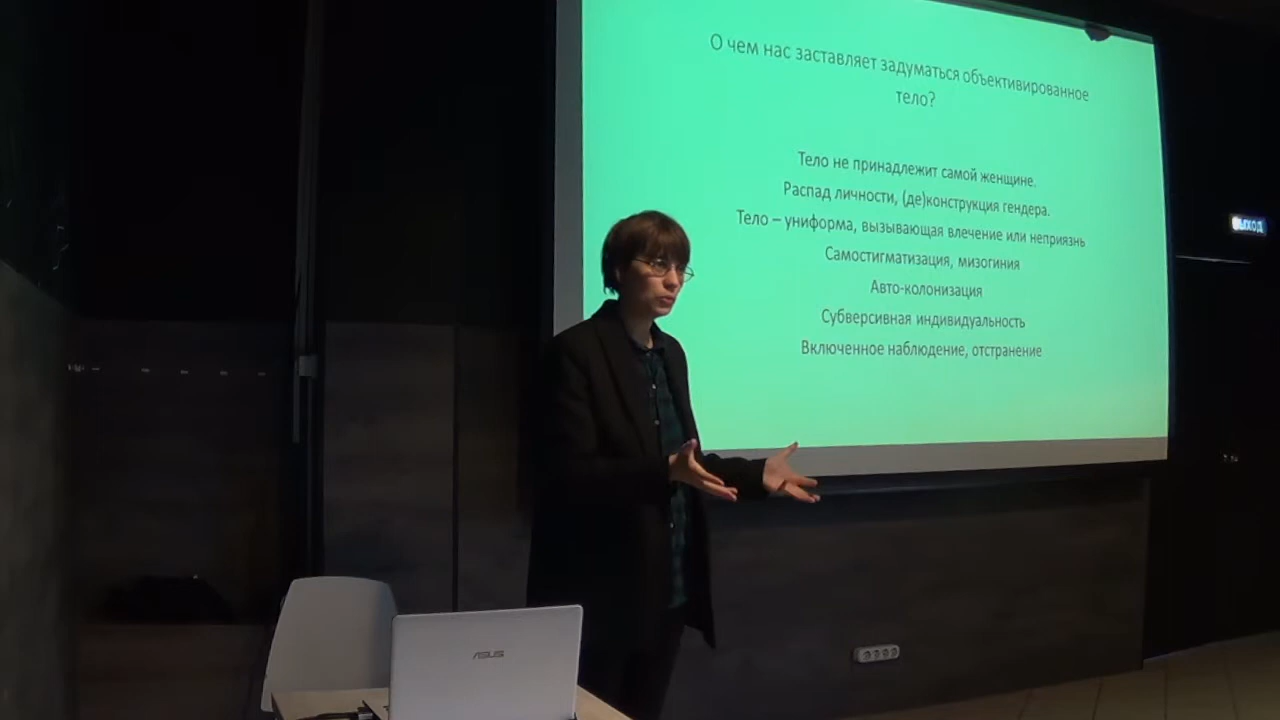 О чем нас заставляет задуматься объективированное
тело?
Тело не принадлежит самой женщине.
Распад личности, (де)конструкция гендера.
Тело – униформа, вызывающая влечение или неприязнь
Самостигматизация, мизогиния
Авто-колонизация
Субверсивная индивидуальность
Включенное наблюдение, отстранение
ВЫХОД
ASUS